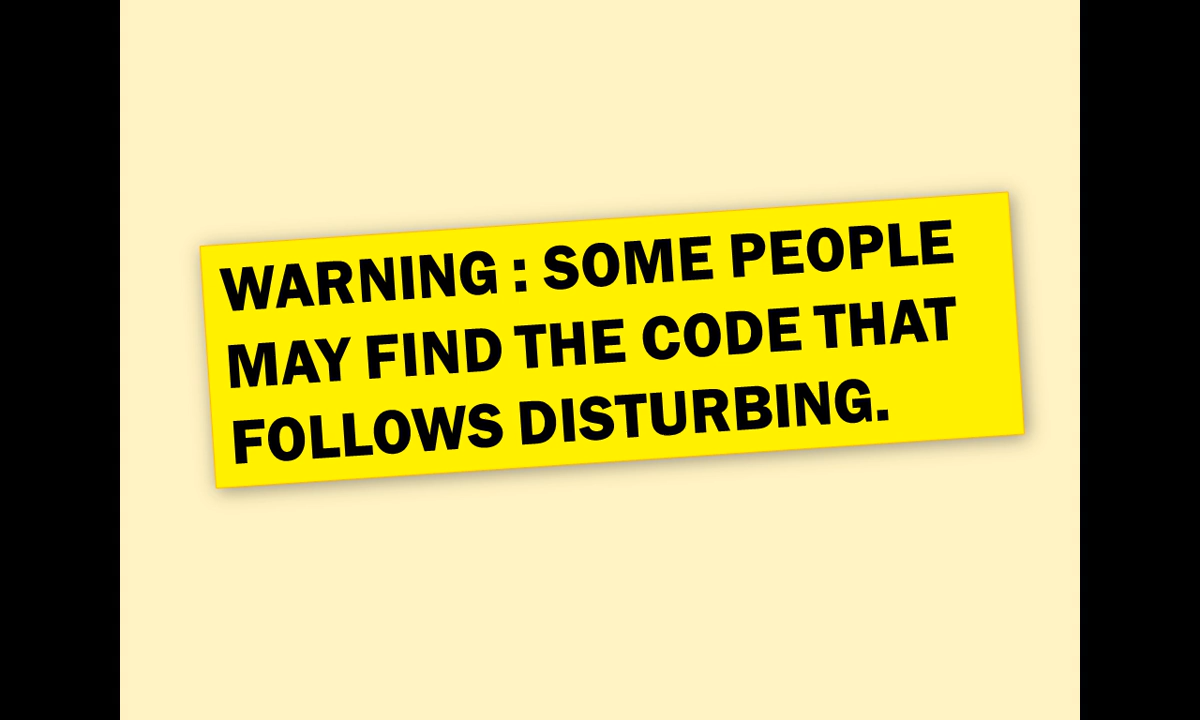 WARNING : SOME PEOPLE
MAY FIND THE CODE THAT
FOLLOWS DISTURBING.